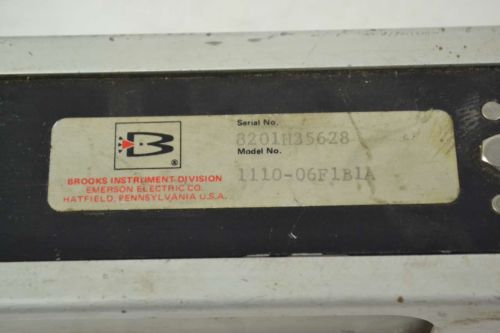 Serial No.
8201H35628
Model No.
1110-06F1B1A
B
®
BROOKS INSTRUMENT DIVISION
EMERSON ELECTRIC CO.
HATFIELD, PENNSYLVANIA U.S.A.